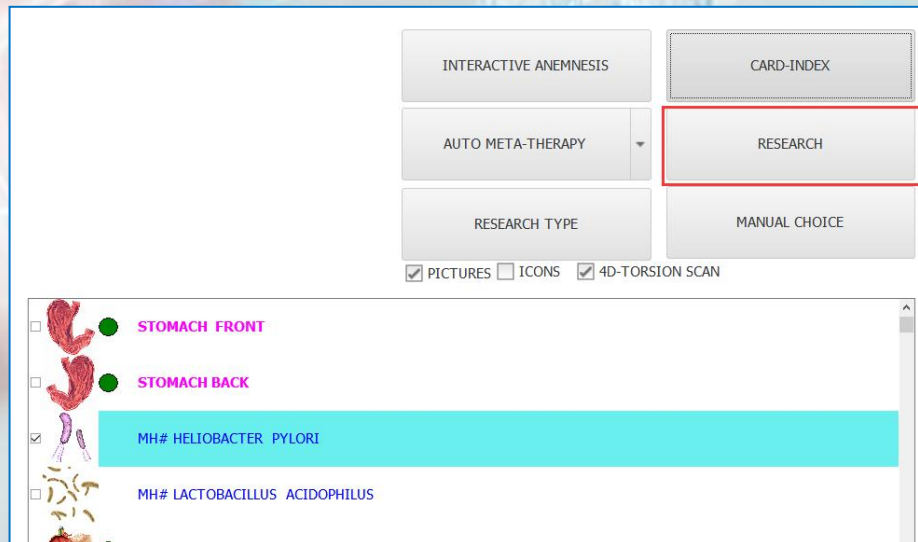 INTERACTIVE ANEMNESIS
CARD-INDEX
AUTO META-THERAPY
RESEARCH
RESEARCH TYPE
MANUAL CHOICE
PICTURES ICONS 4D-TORSION SCAN
STOMACH FRONT
STOMACH BACK
MH# HELIOBACTER PYLORI
MH# LACTOBACILLUS ACIDOPHILUS